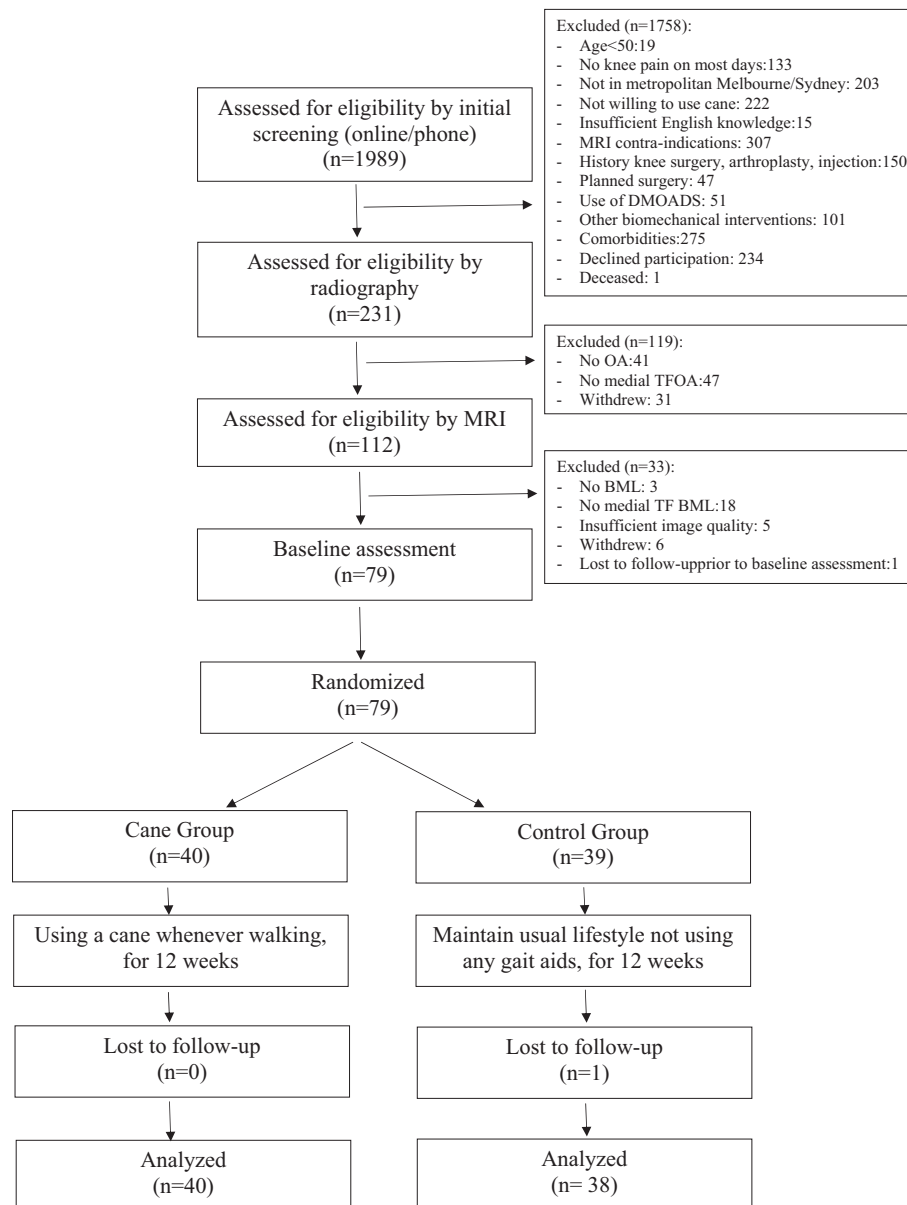 Assessed for eligibility by initial
screening (online/phone)
(n=1989)
Excluded (n=1758):
- Age<50:19
- No knee pain on most days:133
- Not in metropolitan Melbourne/Sydney: 203
- Not willing to use cane: 222
- Insufficient English knowledge:15
- MRI contra-indications: 307
- History knee surgery, arthroplasty, injection:150
- Planned surgery: 47
- Use of DMOADS: 51
- Other biomechanical interventions: 101
- Comorbidities:275
- Declined participation: 234
- Deceased: 1
Assessed for eligibility by
radiography
(n=231)
Excluded (n=119):
- No OA:41
- No medial TFOA:47
- Withdrew: 31
Assessed for eligibility by MRI
(n=112)
Excluded (n=33):
- No BML: 3
- No medial TF BML:18
- Insufficient image quality: 5
- Withdrew: 6
- Lost to follow-upprior to baseline assessment:1
Baseline assessment
(n=79)
Randomized
(n=79)
Cane Group
(n=40)
Control Group
(n=39)
Using a cane whenever walking,
for 12 weeks
Maintain usual lifestyle not using
any gait aids, for 12 weeks
Lost to follow-up
(n=0)
Lost to follow-up
(n=1)
Analyzed
(n=40)
Analyzed
(n= 38)